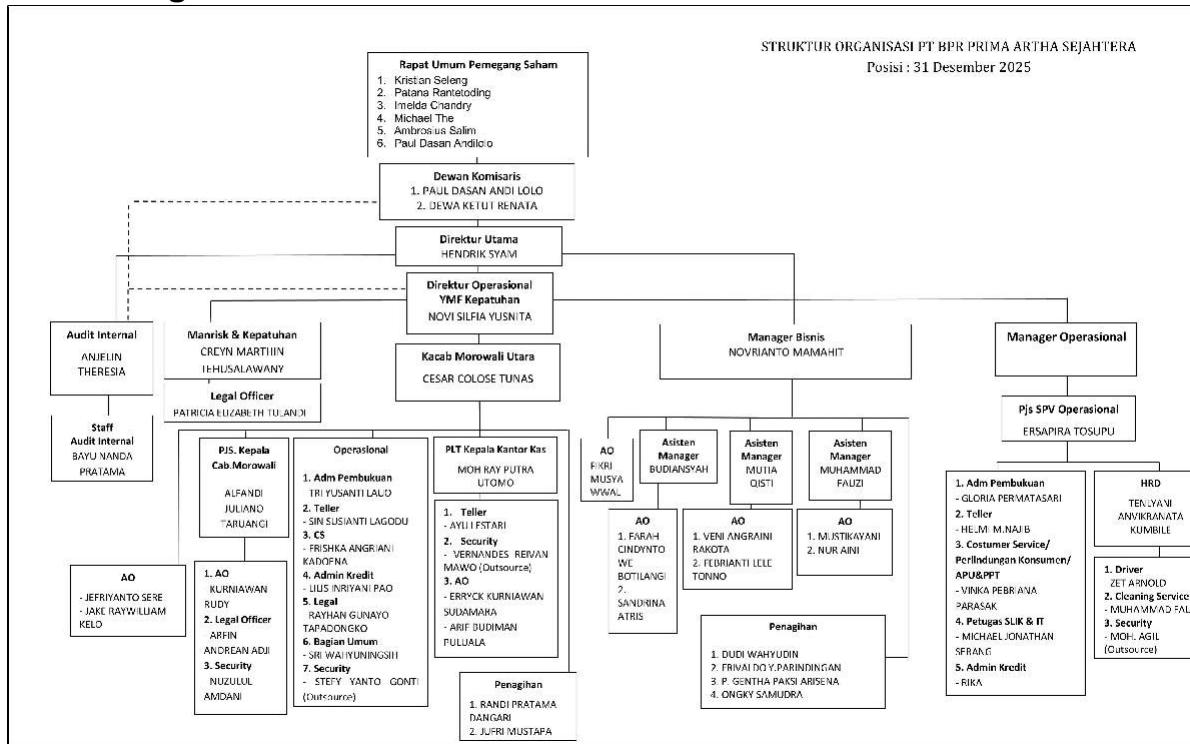 STRUKTUR ORGANISASI PT BPR PRIMA ARTHA SEJAHTERA
Posisi : 31 Desember 2025
Rapat Umum Pemegang Saham
1. Kristian Seleng
2. Patana Rantetoding
3. Imelda Chandry
4. Michael The
5. Ambrosius Salim
6. Paul Dasan Andilolo
Dewan Komisaris
1. PAUL DASAN ANDI LOLO
2. DEWA KETUT RENATA
Direktur Utama
HENDRIK SYAM
Direktur Operasional
YMF Kepatuhan
NOVI SILFIA YUSNITA
Audit Internal
ANJELIN
THERESIA
Staff
Audit Internal
BAYU NANDA
PRATAMA
Manrisk & Kepatuhan
CREYN MARTHIN
TEHUSALAWANY
Legal Officer
PATRICIA ELIZABETH TULANDI
Kacab Morowali Utara
CESAR COLOSE TUNAS
Manager Bisnis
NOVRIANTO MAMAHIT
Manager Operasional
Pjs SPV Operasional
ERSAPIRA TOSUPU
AO
- JEFRIYANTO SERE
- JAKE RAYWILLIAM
KELO
PJS. Kepala
Cab.Morowali
ALFANDI
JULIANO
TARUANGI
1. AO
KURNIAWAN
RUDY
2. Legal Officer
ARFIN
ANDREAN ADJI
3. Security
NUZULUL
AMDANI
Operasional
1. Adm Pembukuan
TRI YUSANTI LAUO
2. Teller
- SIN SUSIANTI LAGODU
3. CS
- FRISHKA ANGRIANI
KADOENA
4. Admin Kredit
- LILIS INRIYANI PAO
5. Legal
RAYHAN GUNAYO
TAPADONGKO
6. Bagian Umum
- SRI WAHYUNINGSIH
7. Security
- STEFY YANTO GONTI
(Outsource)
PLT Kepala Kantor Kas
MOH RAY PUTRA
UTOMO
1. Teller
- AYU LESTARI
2. Security
- VERNANDES REIVAN
MAWO (Outsource)
3. AO
- ERRYCK KURNIAWAN
SUDAMARA
- ARIF BUDIMAN
PULUALA
Penagihan
1. RANDI PRATAMA
DANGARI
2. JUFRI MUSTAPA
AO
FIKRI
MUSYA
WWAL
Asisten
Manager
BUDIANSYAH
AO
1. FARAH
CINDYNTO
WE
BOTILANGI
2.
SANDRINA
ATRIS
Asisten
Manager
MUTIA
QISTI
AO
1. VENI ANGRAINI
RAKOTA
2. FEBRIANTI LELE
TONNO
Asisten
Manager
MUHAMMAD
FAUZI
AO
1. MUSTIKAYANI
2. NUR AINI
Penagihan
1. DUDI WAHYUDIN
2. FRIVALDO Y.PARINDINGAN
3. P. GENTHA PAKSI ARISENA
4. ONGKY SAMUDRA
1. Adm Pembukuan
- GLORIA PERMATASARI
2. Teller
- HELMI M.NAJIB
3. Costumer Service/
Perlindungan Konsumen/
APU&PPT
- VINKA PEBRIANA
PARASAK
4. Petugas SLIK & IT
- MICHAEL JONATHAN
SERANG
5. Admin Kredit
- RIKA
HRD
TENLYANI
ANVIKRANATA
KUMBILE
1. Driver
ZET ARNOLD
2. Cleaning Service
- MUHAMMAD
3. Security
- MOH. AGIL
(Outsource)